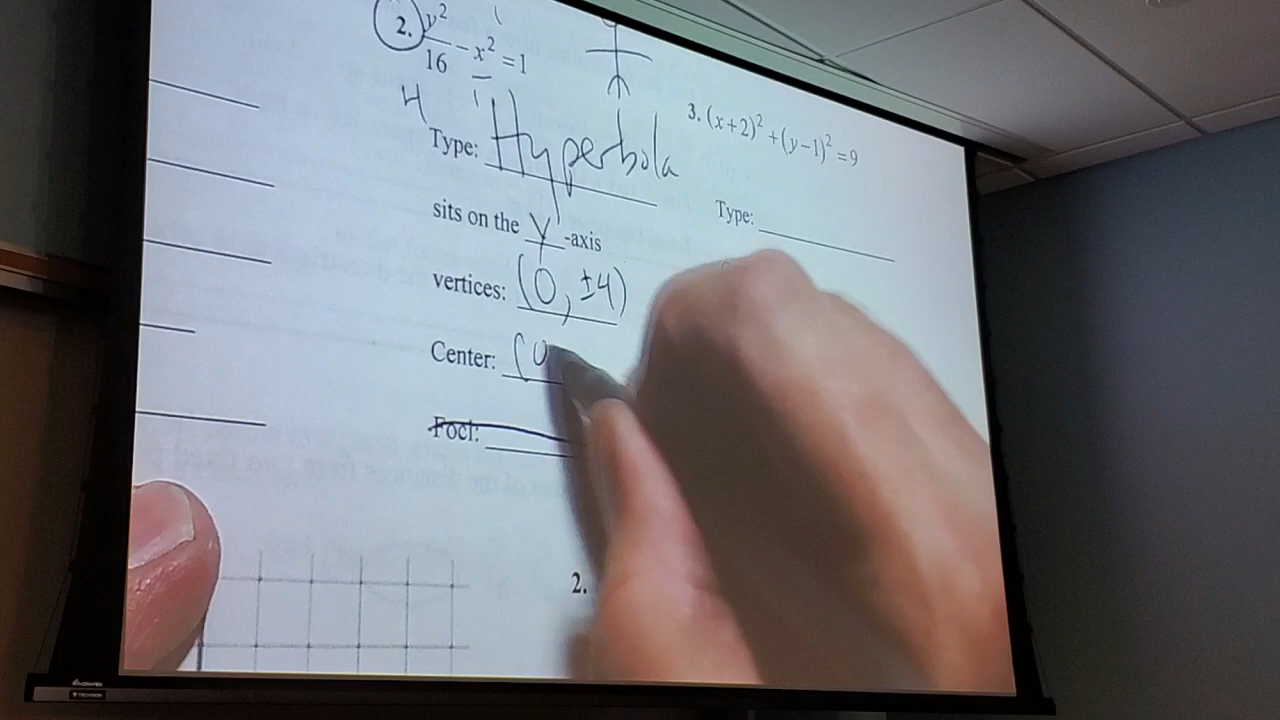 2. y²/16 - x²/1 = 1
4
Type: Hyperbola
sits on the y -axis
vertices: (0, ±4)
Center: (0
Foci:
3. (x+2)² + (y-1)² = 9
Type:
2.